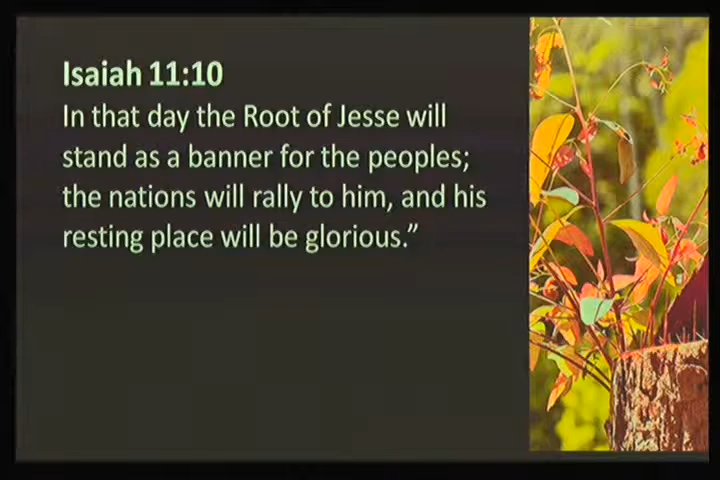 Isaiah 11:10
In that day the Root of Jesse will
stand as a banner for the peoples;
the nations will rally to him, and his
resting place will be glorious.”